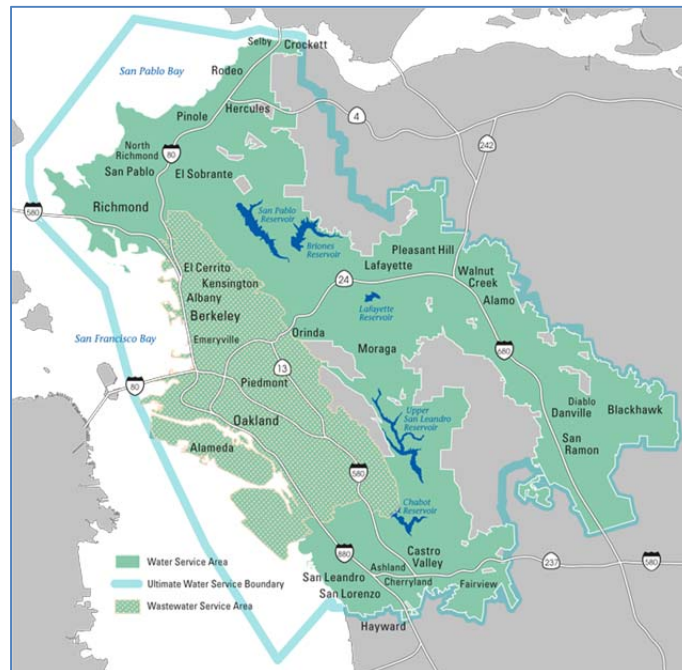 Selby
Crockett
San Pablo Bay
Rodeo
Hercules
4
Pinole
242
North
Richmond
80
San Pablo
El Sobrante
580
Richmond
San Pablo
Reservoir
Briones
Reservoir
Pleasant Hill
Lafayette
El Cerrito
Kensington
24
Walnut
Creek
Albany
Alamo
Berkeley
Lafayette
Reservoir
San Francisco
Bay
Emeryville
Orinda
13
Moraga
680
80
Piedmont
Diablo
Danville
Blackhawk
Oakland
Upper
San Leandro
Reservoir
San
Ramon
Alameda
580
Chabot
Reservoir
880
Castro
Valley
Water Service Area
Ashland
237
580
Ultimate Water Service Boundary
San Leandro
Cherryland
Fairview
Wastewater Service Area
San Lorenzo
Hayward